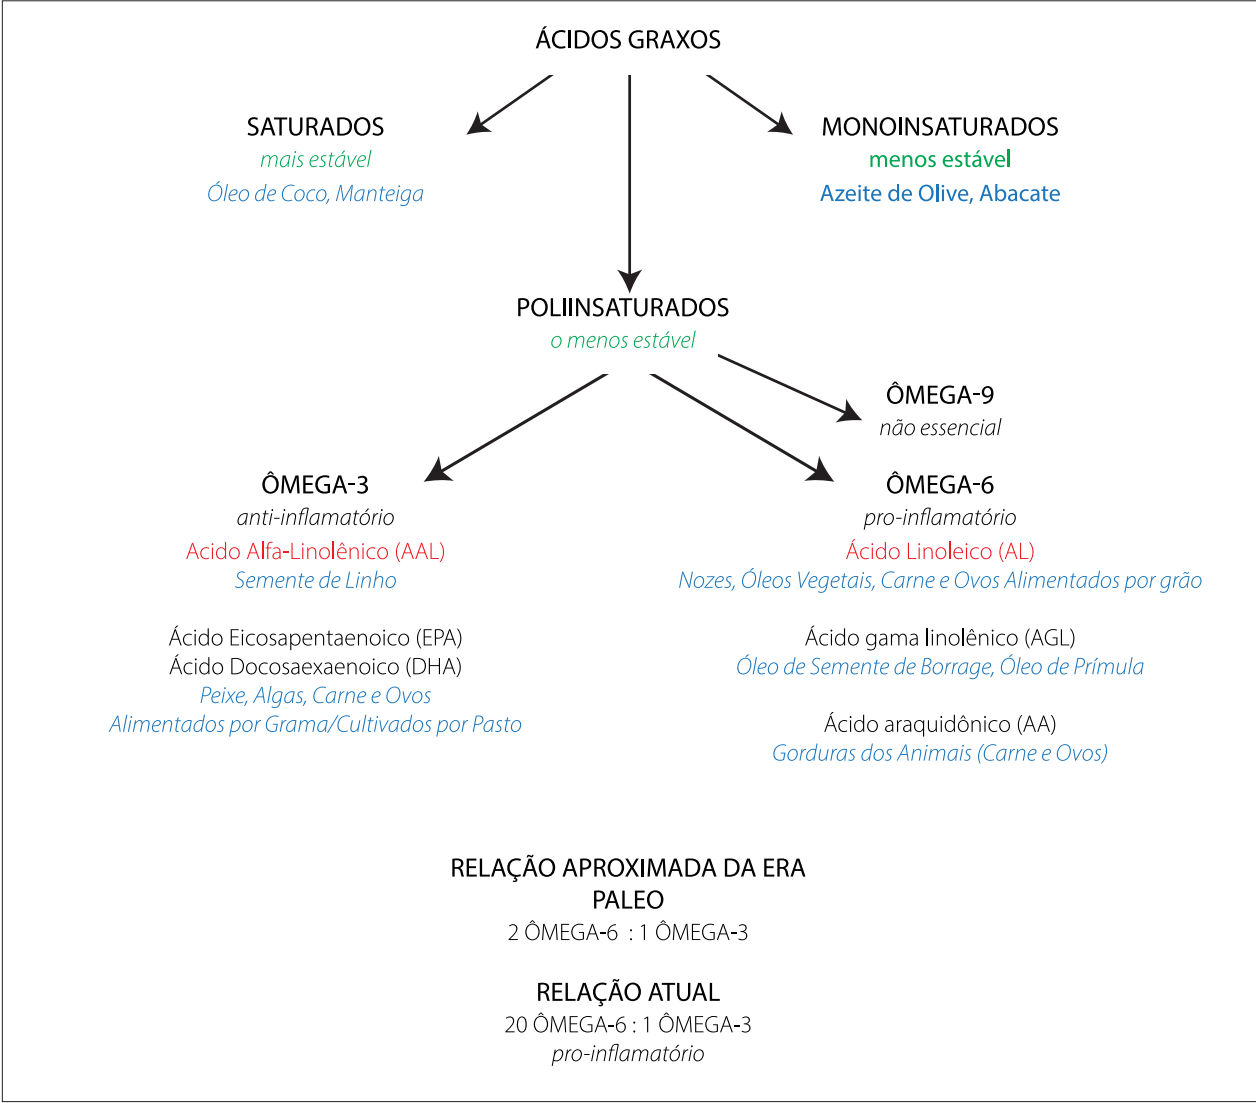 ÁCIDOS GRAXOS
SATURADOS
mais estável
Óleo de Coco, Manteiga
MONOINSATURADOS
menos estável
Azeite de Olive, Abacate
POLIINSATURADOS
o menos estável
ÔMEGA-9
não essencial
ÔMEGA-3
anti-inflamatório
Acido Alfa-Linolênico (AAL)
Semente de Linho
Ácido Eicosapentaenoico (EPA)
Ácido Docosaexaenoico (DHA)
Peixe, Algas, Carne e Ovos
Alimentados por Grama/Cultivados por Pasto
ÔMEGA-6
pro-inflamatório
Ácido Linoleico (AL)
Nozes, Óleos Vegetais, Carne e Ovos Alimentados por grão
Ácido gama linolênico (AGL)
Óleo de Semente de Borrage, Óleo de Prímula
Ácido araquidônico (AA)
Gorduras dos Animais (Carne e Ovos)
RELAÇÃO APROXIMADA DA ERA
PALEO
2 ÔMEGA-6 : 1 ÔMEGA-3
RELAÇÃO ATUAL
20 ÔMEGA-6 : 1 ÔMEGA-3
pro-inflamatório